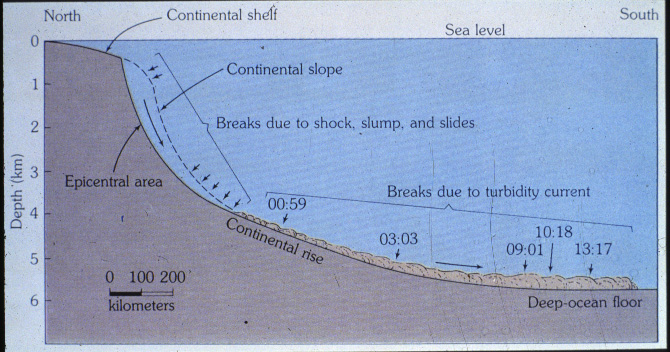 North
Continental shelf
South
Sea level
0
Continental slope
1
Breaks due to shock, slump, and slides
2
3
Epicentral area
Depth (km)
Breaks due to turbidity current
00:59
4
10:18
03:03
09:01
13:17
Continental rise
5
0 100 200
kilometers
6
Deep-ocean floor